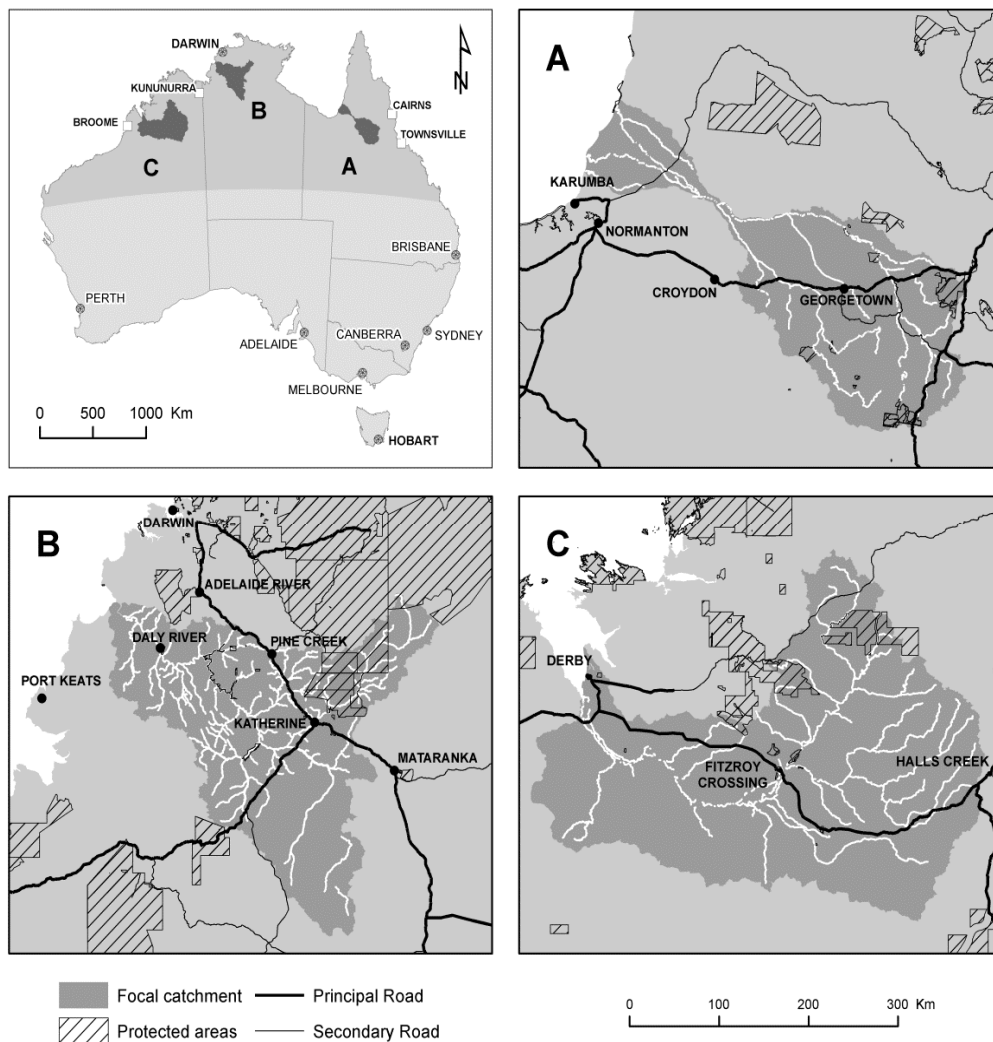 DARWIN
N
KUNUNURRA
B
CAIRNS
BROOME
TOWNSVILLE
C
A
BRISBANE
PERTH
ADELAIDE
CANBERRA
SYDNEY
MELBOURNE
0 500 1000 Km
HOBART
A
KARUMBA
NORMANTON
CROYDON
GEORGETOWN
B
DARWIN
ADELAIDE RIVER
DALY RIVER
PINE CREEK
PORT KEATS
KATHERINE
MATARANKA
C
DERBY
FITZROY
CROSSING
HALLS CREEK
Focal catchment
Principal Road
Protected areas
Secondary Road
0 100 200 300 Km